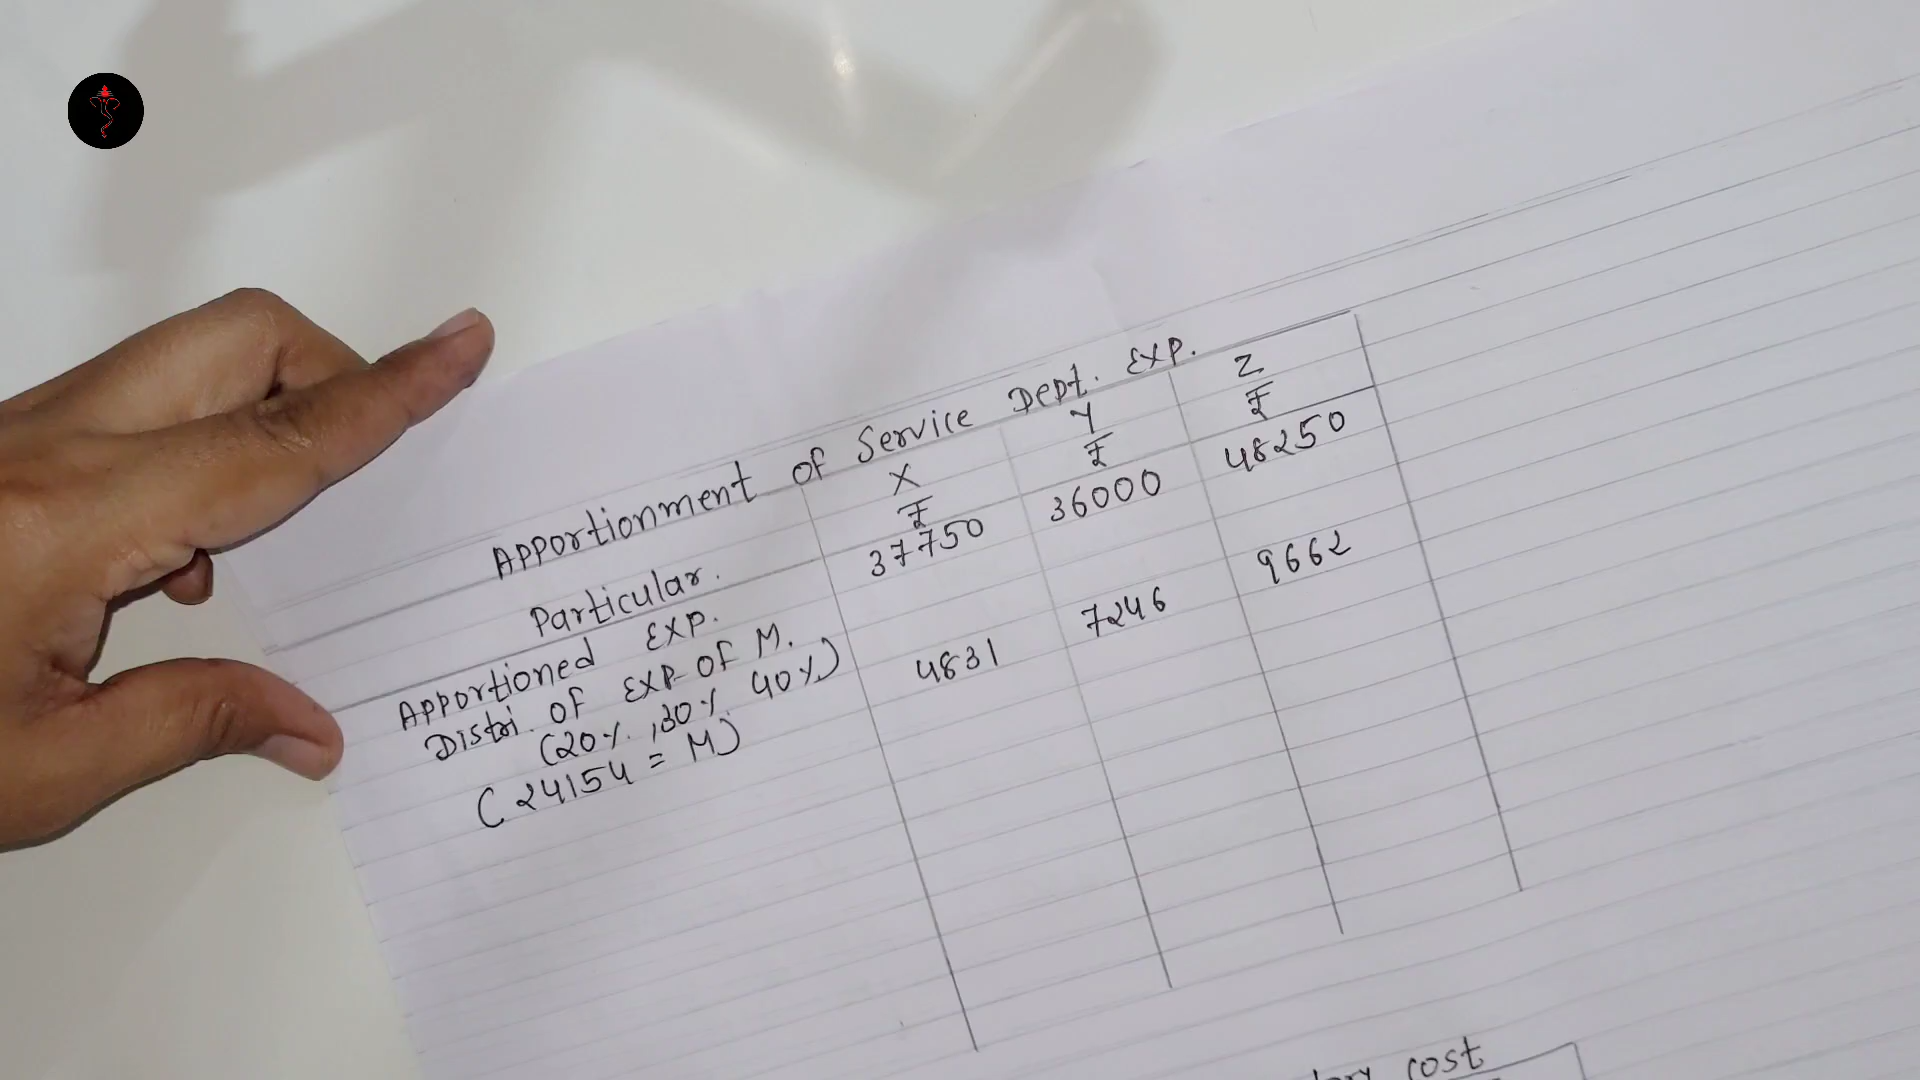 Apportionment of Service Dept. Exp.
Particular. X Y Z
₹ ₹ ₹
Apportioned Exp. 37750 36000 48250
Distri. of Exp-of M.
(20%, 30%, 40%) 4831 7246 9662
(24154 = M)
cost